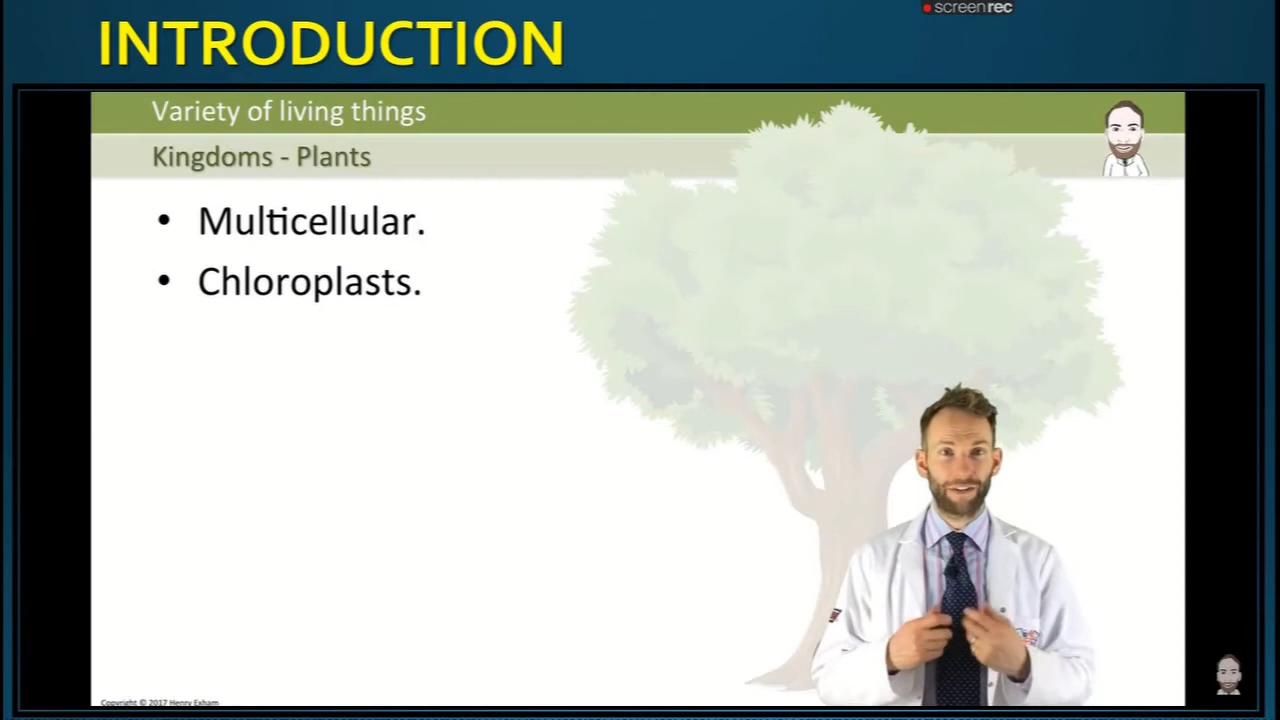 screenrec
INTRODUCTION
Variety of living things
Kingdoms - Plants
• Multicellular.
• Chloroplasts.
Copyright © 2017 Henry Exham